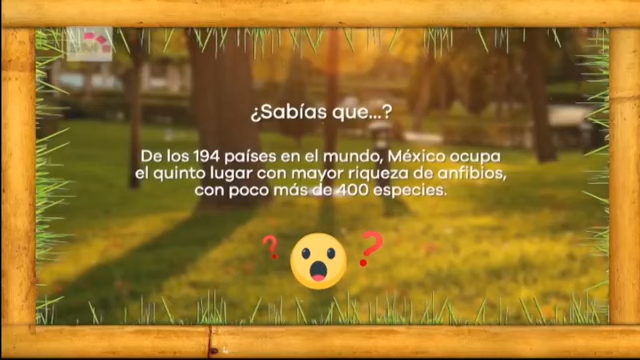 ¿Sabías que...?
De los 194 países en el mundo, México ocupa
el quinto lugar con mayor riqueza de anfibios,
con poco más de 400 especies.